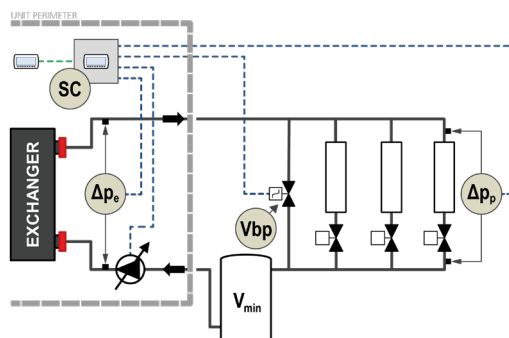 UNIT PERIMETER
SC
EXCHANGER
Δpe
Vbp
Δpp
Vmin